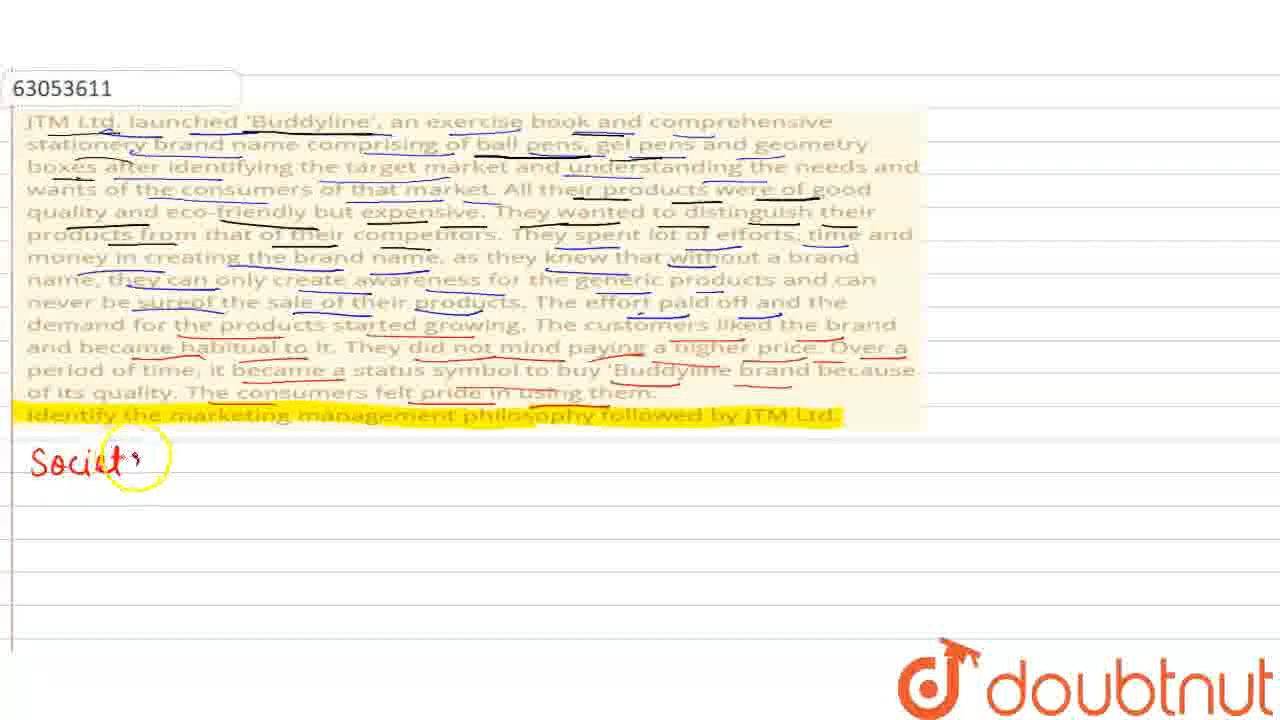 63053611
JTM Ltd. launched 'Buddyline', an exercise book and comprehensive
stationery brand name comprising of ball pens, gel pens and geometry
boxes after identifying the target market and understanding the needs and
wants of the consumers of that market. All their products were of good
quality and eco-friendly but expensive. They wanted to distinguish their
products from that of their competitors. They spent lot of efforts, time and
money in creating the brand name, as they knew that without a brand
name, they can only create awareness for the generic products and can
never be sureof the sale of their products. The effort paid off and the
demand for the products started growing. The customers liked the brand
and became habitual to it. They did not mind paying a higher price. Over a
period of time, it became a status symbol to buy 'Buddyline brand because
of its quality. The consumers felt pride in using them.
Identify the marketing management philosophy followed by JTM Ltd.
Societ
doubtnut